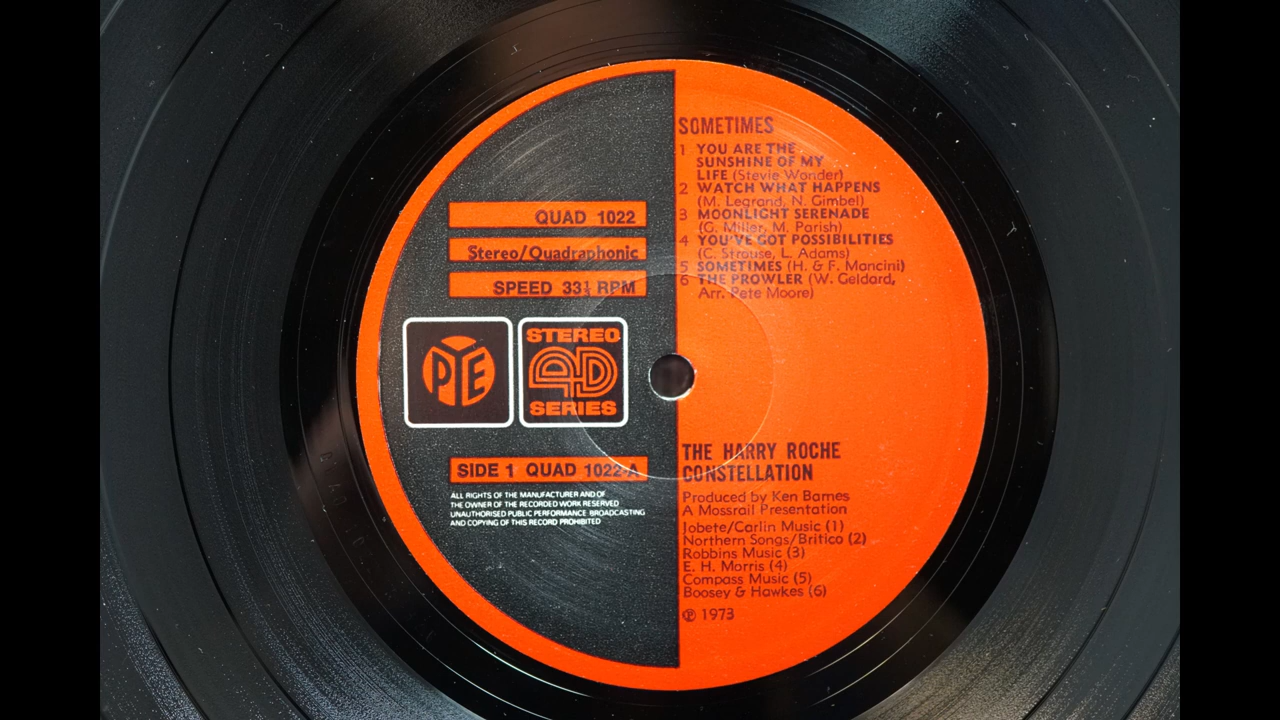 QUAD 1022
Stereo/Quadraphonic
SPEED 33⅓ RPM
PYE
STEREO
4D
SERIES
SIDE 1 QUAD 1022-A
ALL RIGHTS OF THE MANUFACTURER AND OF
THE OWNER OF THE RECORDED WORK RESERVED
UNAUTHORISED PUBLIC PERFORMANCE BROADCASTING
AND COPYING OF THIS RECORD PROHIBITED
SOMETIMES
1 YOU ARE THE
SUNSHINE OF MY
LIFE (Stevie Wonder)
2 WATCH WHAT HAPPENS
(M. Legrand, N. Gimbel)
3 MOONLIGHT SERENADE
(G. Miller, M. Parish)
4 YOU'VE GOT POSSIBILITIES
(C. Strause, L. Adams)
5 SOMETIMES (H. & F. Mancini)
6 THE PROWLER (W. Geldard,
Arr. Pete Moore)
THE HARRY ROCHE
CONSTELLATION
Produced by Ken Barnes
A Mossrail Presentation
Jobete/Carlin Music (1)
Northern Songs/Britico (2)
Robbins Music (3)
E. H. Morris (4)
Compass Music (5)
Boosey & Hawkes (6)
℗ 1973